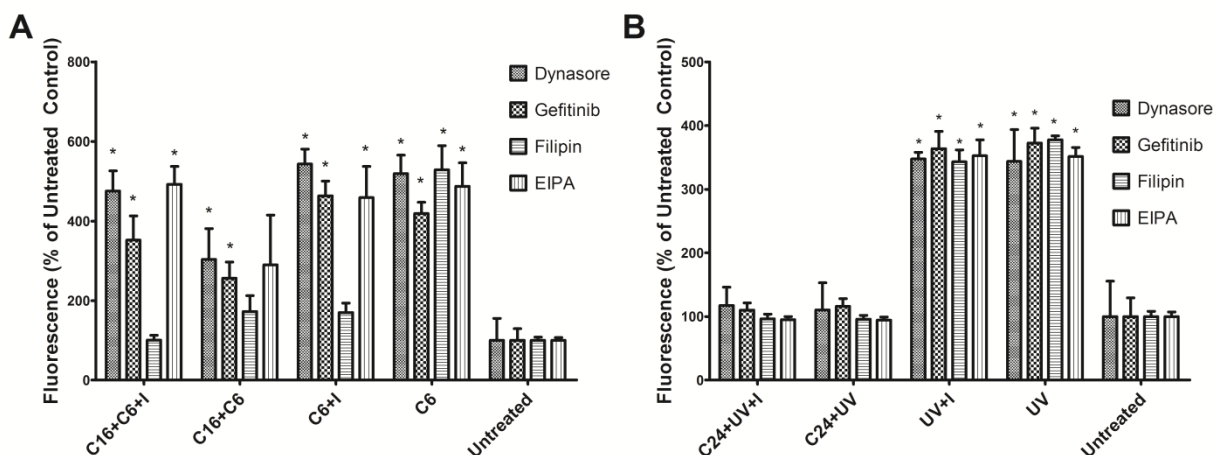 A
Fluorescence (% of Untreated Control)
800
600
400
200
0
* * *
* *
* * *
* * * *
Dynasore
Gefitinib
Filipin
EIPA
C16+C6+I
C16+C6
C6+I
C6
Untreated
B
Fluorescence (% of Untreated Control)
500
400
300
200
100
0
* * * *
* * * *
Dynasore
Gefitinib
Filipin
EIPA
C24+UV+I
C24+UV
UV+I
UV
Untreated